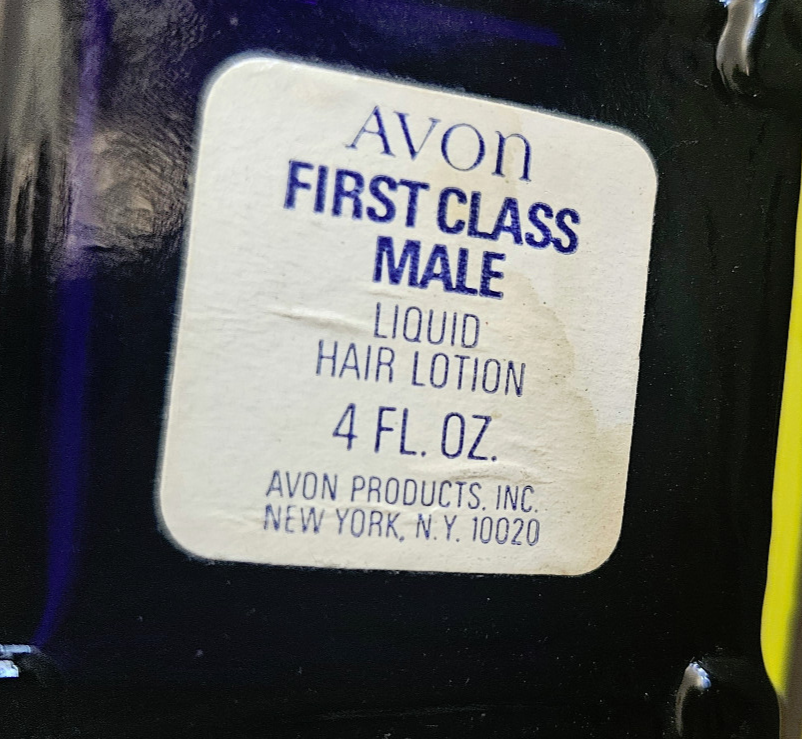 AVON
FIRST CLASS
MALE
LIQUID
HAIR LOTION
4 FL. OZ.
AVON PRODUCTS, INC.
NEW YORK, N.Y. 10020